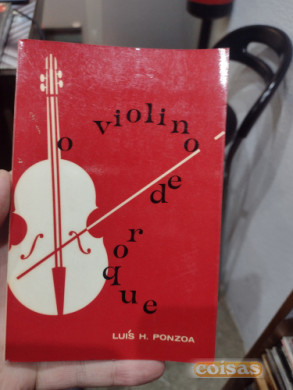 o violino
de
roque
LUÍS H. PONZOA
coisas